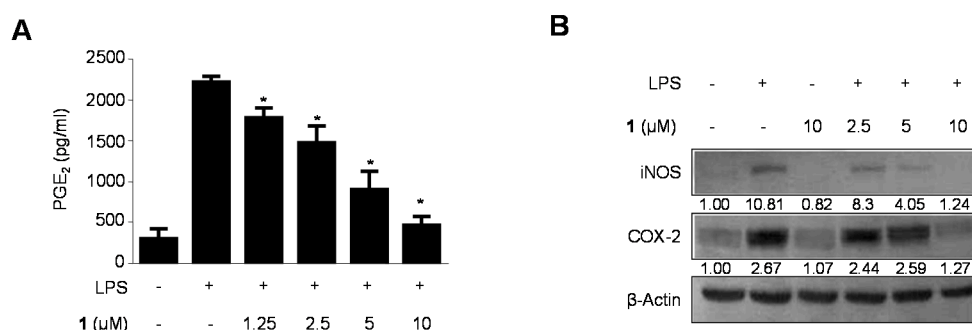 A
2500
2000
1500
1000
500
0
PGE2 (pg/ml)
* * * *
LPS - + + + + +
1 (μM) - - 1.25 2.5 5 10
B
LPS - + - + + +
1 (μM) - - 10 2.5 5 10
iNOS
1.00 10.81 0.82 8.3 4.05 1.24
COX-2
1.00 2.67 1.07 2.44 2.59 1.27
β-Actin